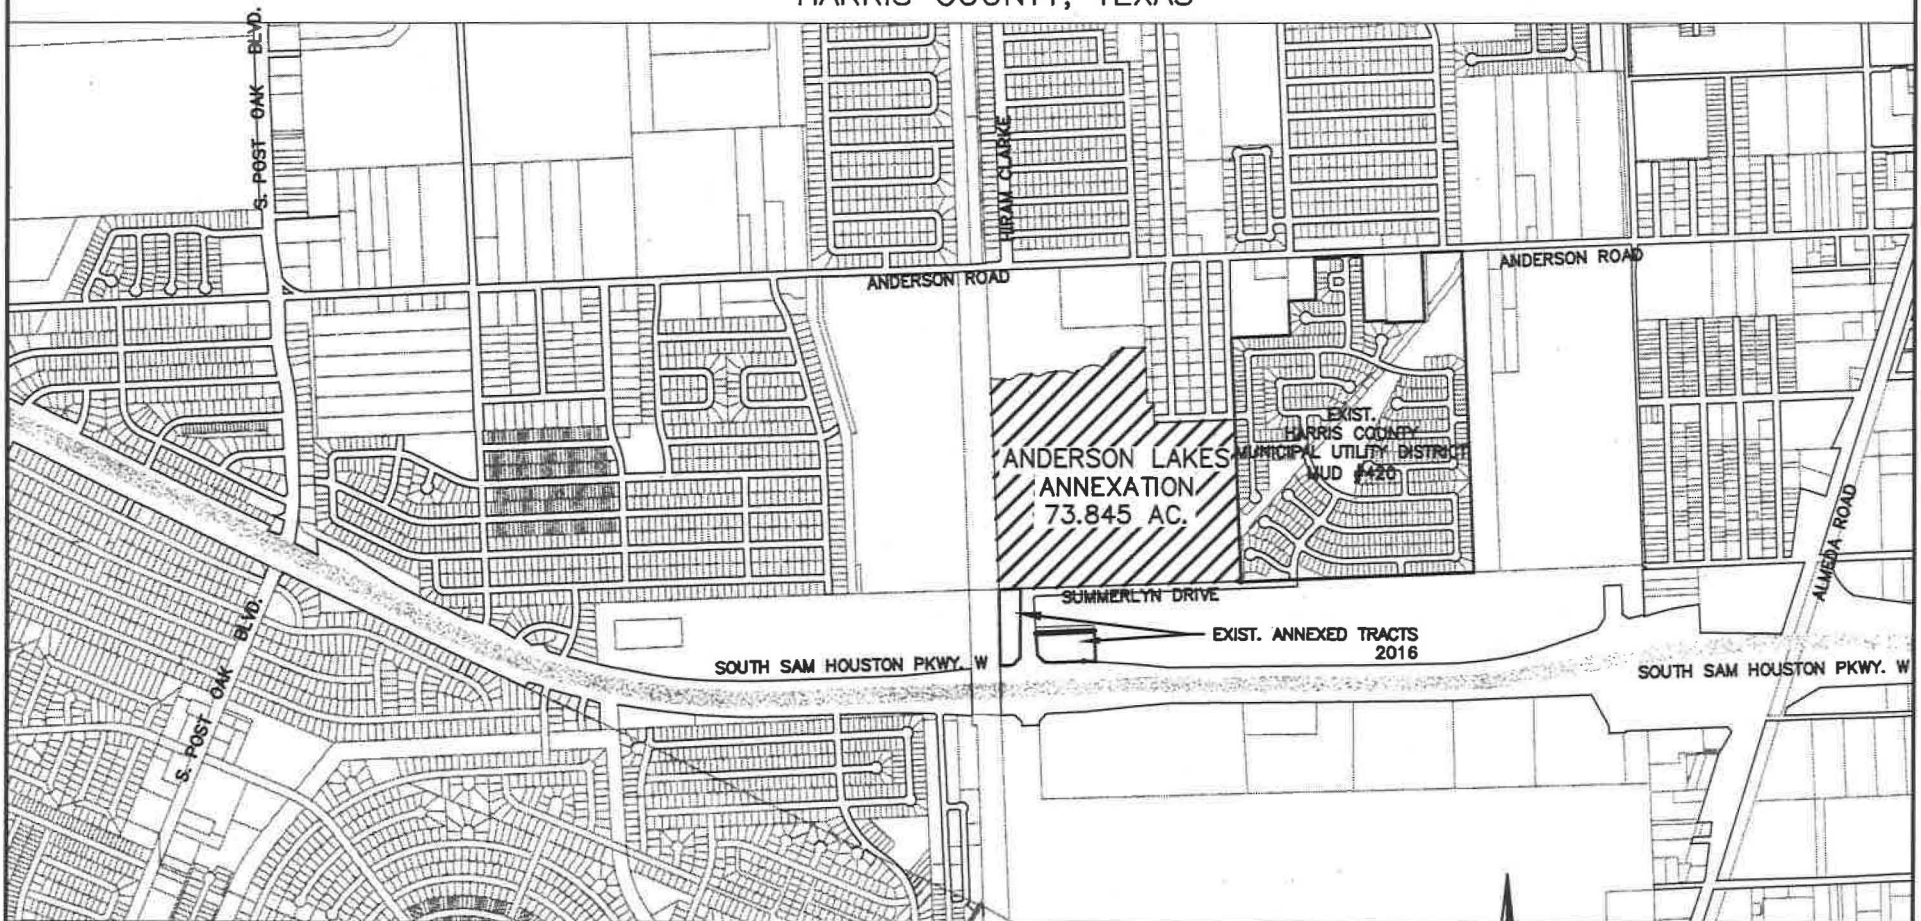 HARRIS COUNTY, TEXAS
S. POST OAK BLVD.
HIRAM CLARKE
ANDERSON ROAD
ANDERSON ROAD
EXIST.
HARRIS COUNTY
MUNICIPAL UTILITY DISTRICT
MUD #420
ANDERSON LAKES
ANNEXATION
73.845 AC.
ALMEDA ROAD
SUMMERLYN DRIVE
EXIST. ANNEXED TRACTS
2016
S. POST OAK BLVD.
SOUTH SAM HOUSTON PKWY. W
SOUTH SAM HOUSTON PKWY. W